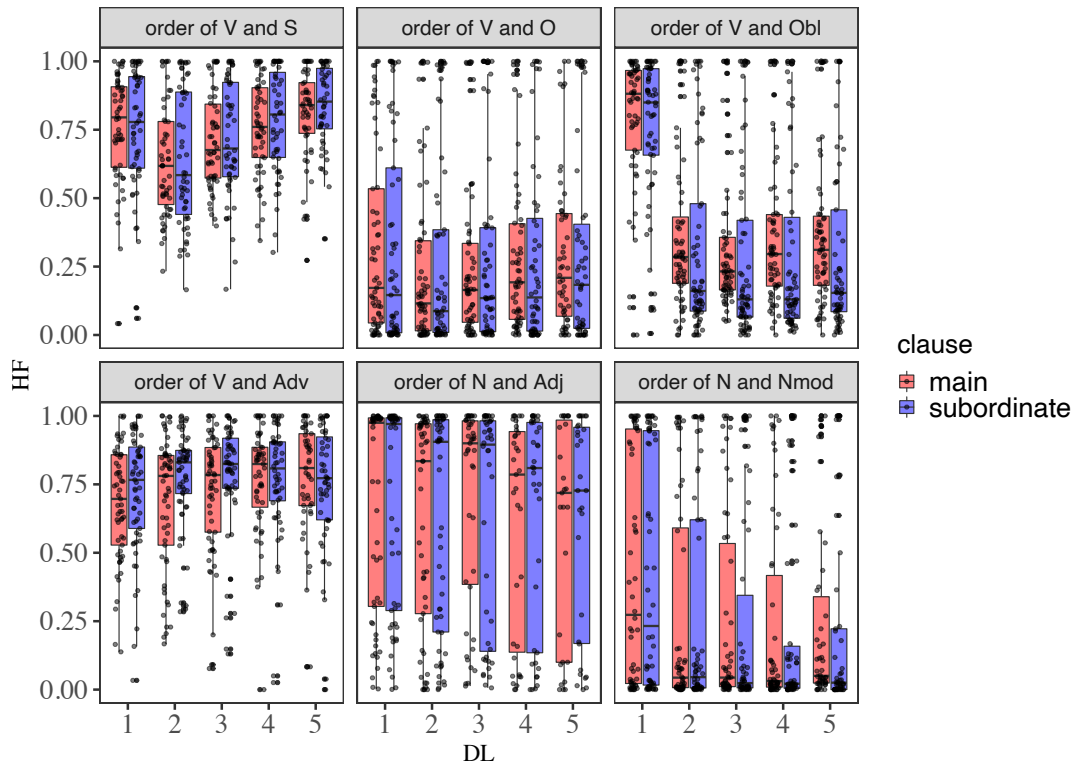 order of V and S
order of V and O
order of V and Obl
1.00
0.75
0.50
0.25
0.00
order of V and Adv
order of N and Adj
order of N and Nmod
1.00
0.75
0.50
0.25
0.00
HF
1 2 3 4 5
1 2 3 4 5
1 2 3 4 5
DL
clause
main
subordinate